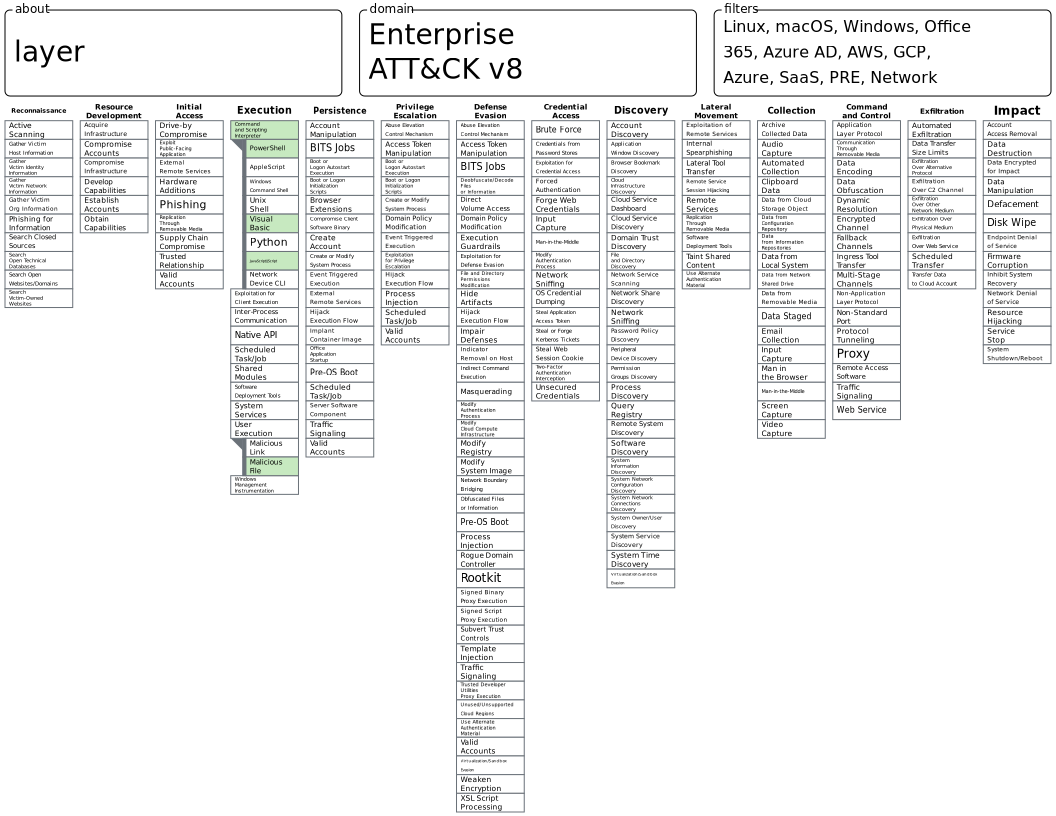 about
layer
domain
Enterprise
ATT&CK v8
filters
Linux, macOS, Windows, Office
365, Azure AD, AWS, GCP,
Azure, SaaS, PRE, Network
Reconnaissance
Active
Scanning
Gather Victim
Host Information
Gather
Victim Identity
Information
Gather
Victim Network
Information
Gather Victim
Org Information
Phishing for
Information
Search Closed
Sources
Search
Open Technical
Databases
Search Open
Websites/Domains
Search
Victim-Owned
Websites
Resource
Development
Acquire
Infrastructure
Compromise
Accounts
Compromise
Infrastructure
Develop
Capabilities
Establish
Accounts
Obtain
Capabilities
Initial
Access
Drive-by
Compromise
Exploit
Public-Facing
Application
External
Remote Services
Hardware
Additions
Phishing
Replication
Through
Removable Media
Supply Chain
Compromise
Trusted
Relationship
Valid
Accounts
Execution
Command
and Scripting
Interpreter
PowerShell
AppleScript
Windows
Command Shell
Unix
Shell
Visual
Basic
Python
JavaScript/JScript
Network
Device CLI
Exploitation for
Client Execution
Inter-Process
Communication
Native API
Scheduled
Task/Job
Shared
Modules
Software
Deployment Tools
System
Services
User
Execution
Malicious
Link
Malicious
File
Windows
Management
Instrumentation
Persistence
Account
Manipulation
BITS Jobs
Boot or
Logon Autostart
Execution
Boot or Logon
Initialization
Scripts
Browser
Extensions
Compromise Client
Software Binary
Create
Account
Create or Modify
System Process
Event Triggered
Execution
External
Remote Services
Hijack
Execution Flow
Implant
Container Image
Office
Application
Startup
Pre-OS Boot
Scheduled
Task/Job
Server Software
Component
Traffic
Signaling
Valid
Accounts
Privilege
Escalation
Abuse Elevation
Control Mechanism
Access Token
Manipulation
Boot or
Logon Autostart
Execution
Boot or Logon
Initialization
Scripts
Create or Modify
System Process
Domain Policy
Modification
Event Triggered
Execution
Exploitation
for Privilege
Escalation
Hijack
Execution Flow
Process
Injection
Scheduled
Task/Job
Valid
Accounts
Defense
Evasion
Abuse Elevation
Control Mechanism
Access Token
Manipulation
BITS Jobs
Deobfuscate/Decode
Files
or Information
Direct
Volume Access
Domain Policy
Modification
Execution
Guardrails
Exploitation for
Defense Evasion
File and Directory
Permissions
Modification
Hide
Artifacts
Hijack
Execution Flow
Impair
Defenses
Indicator
Removal on Host
Indirect Command
Execution
Masquerading
Modify
Authentication
Process
Modify
Cloud Compute
Infrastructure
Modify
Registry
Modify
System Image
Network Boundary
Bridging
Obfuscated Files
or Information
Pre-OS Boot
Process
Injection
Rogue Domain
Controller
Rootkit
Signed Binary
Proxy Execution
Signed Script
Proxy Execution
Subvert Trust
Controls
Template
Injection
Traffic
Signaling
Trusted Developer
Utilities
Proxy Execution
Unused/Unsupported
Cloud Regions
Use Alternate
Authentication
Material
Valid
Accounts
Virtualization/Sandbox
Evasion
Weaken
Encryption
XSL Script
Processing
Credential
Access
Brute Force
Credentials from
Password Stores
Exploitation for
Credential Access
Forced
Authentication
Forge Web
Credentials
Input
Capture
Man-in-the-Middle
Modify
Authentication
Process
Network
Sniffing
OS Credential
Dumping
Steal Application
Access Token
Steal or Forge
Kerberos Tickets
Steal Web
Session Cookie
Two-Factor
Authentication
Interception
Unsecured
Credentials
Discovery
Account
Discovery
Application
Window Discovery
Browser Bookmark
Discovery
Cloud
Infrastructure
Discovery
Cloud Service
Dashboard
Cloud Service
Discovery
Domain Trust
Discovery
File
and Directory
Discovery
Network Service
Scanning
Network Share
Discovery
Network
Sniffing
Password Policy
Discovery
Peripheral
Device Discovery
Permission
Groups Discovery
Process
Discovery
Query
Registry
Remote System
Discovery
Software
Discovery
System
Information
Discovery
System Network
Configuration
Discovery
System Network
Connections
Discovery
System Owner/User
Discovery
System Service
Discovery
System Time
Discovery
Virtualization/Sandbox
Evasion
Lateral
Movement
Exploitation of
Remote Services
Internal
Spearphishing
Lateral Tool
Transfer
Remote Service
Session Hijacking
Remote
Services
Replication
Through
Removable Media
Software
Deployment Tools
Taint Shared
Content
Use Alternate
Authentication
Material
Collection
Archive
Collected Data
Audio
Capture
Automated
Collection
Clipboard
Data
Data from Cloud
Storage Object
Data from
Configuration
Repository
Data
from Information
Repositories
Data from
Local System
Data from Network
Shared Drive
Data from
Removable Media
Data Staged
Email
Collection
Input
Capture
Man in
the Browser
Man-in-the-Middle
Screen
Capture
Video
Capture
Command
and Control
Application
Layer Protocol
Communication
Through
Removable Media
Data
Encoding
Data
Obfuscation
Dynamic
Resolution
Encrypted
Channel
Fallback
Channels
Ingress Tool
Transfer
Multi-Stage
Channels
Non-Application
Layer Protocol
Non-Standard
Port
Protocol
Tunneling
Proxy
Remote Access
Software
Traffic
Signaling
Web Service
Exfiltration
Automated
Exfiltration
Data Transfer
Size Limits
Exfiltration
Over Alternative
Protocol
Exfiltration
Over C2 Channel
Exfiltration
Over Other
Network Medium
Exfiltration Over
Physical Medium
Exfiltration
Over Web Service
Scheduled
Transfer
Transfer Data
to Cloud Account
Impact
Account
Access Removal
Data
Destruction
Data Encrypted
for Impact
Data
Manipulation
Defacement
Disk Wipe
Endpoint Denial
of Service
Firmware
Corruption
Inhibit System
Recovery
Network Denial
of Service
Resource
Hijacking
Service
Stop
System
Shutdown/Reboot